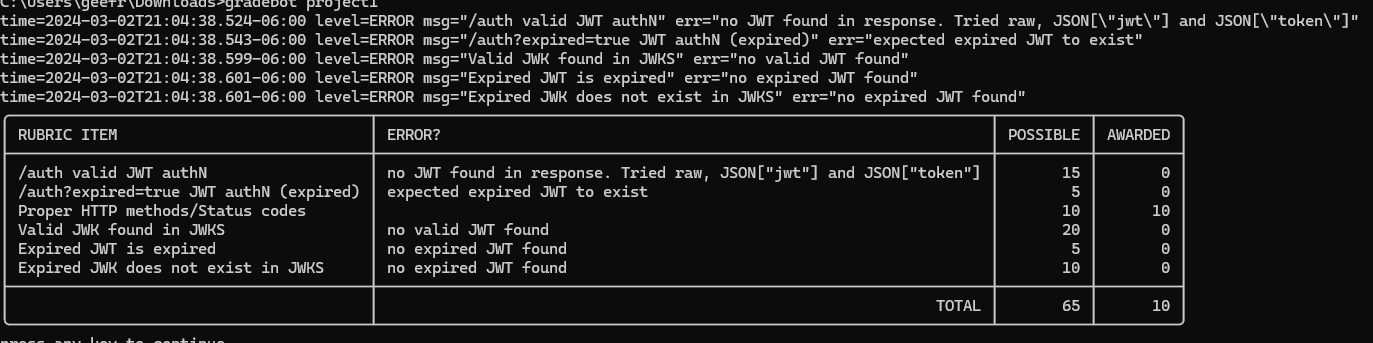 C:\Users\geefr\Downloads>gradebot project1
time=2024-03-02T21:04:38.524-06:00 level=ERROR msg="/auth valid JWT authN" err="no JWT found in response. Tried raw, JSON[\"jwt\"] and JSON[\"token\"]"
time=2024-03-02T21:04:38.543-06:00 level=ERROR msg="/auth?expired=true JWT authN (expired)" err="expected expired JWT to exist"
time=2024-03-02T21:04:38.599-06:00 level=ERROR msg="Valid JWK found in JWKS" err="no valid JWT found"
time=2024-03-02T21:04:38.601-06:00 level=ERROR msg="Expired JWT is expired" err="no expired JWT found"
time=2024-03-02T21:04:38.601-06:00 level=ERROR msg="Expired JWK does not exist in JWKS" err="no expired JWT found"
RUBRIC ITEM ERROR? POSSIBLE AWARDED
/auth valid JWT authN no JWT found in response. Tried raw, JSON["jwt"] and JSON["token"] 15 0
/auth?expired=true JWT authN (expired) expected expired JWT to exist 5 0
Proper HTTP methods/Status codes 10 10
Valid JWK found in JWKS no valid JWT found 20 0
Expired JWT is expired no expired JWT found 5 0
Expired JWK does not exist in JWKS no expired JWT found 10 0
TOTAL 65 10
press any key to continue